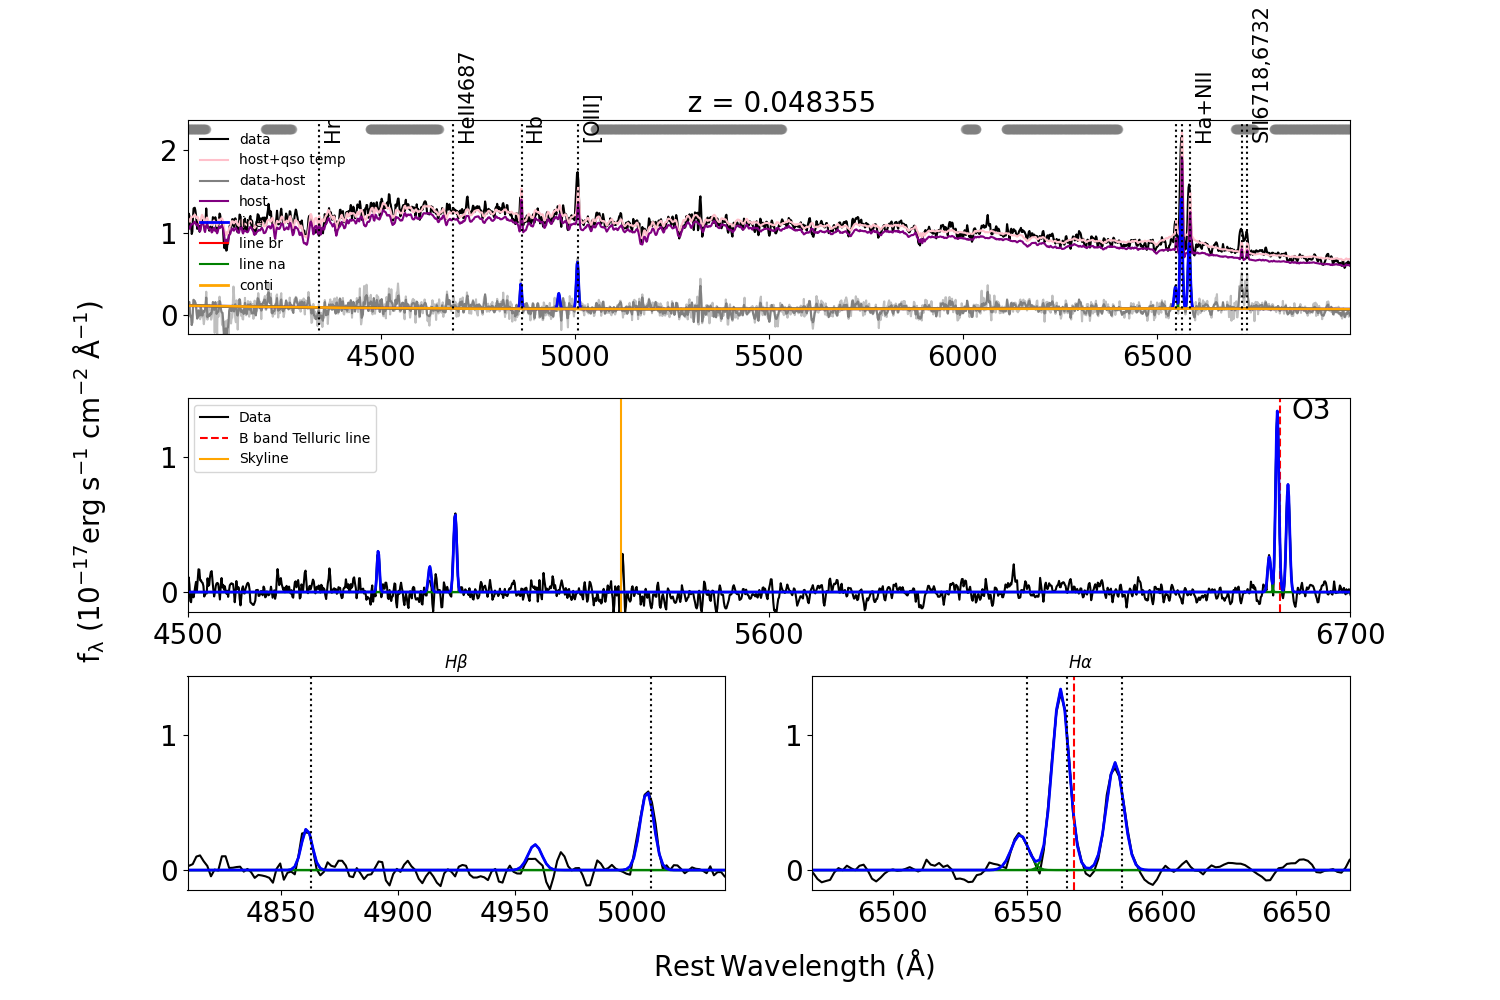 z = 0.048355
Hr
HeII4687
Hb
[OIII]
Ha+NII
SII6718,6732
data
host+qso temp
data-host
host
line br
line na
conti
2
1
0
4500
5000
5500
6000
6500
Data
B band Telluric line
Skyline
O3
1
0
4500
5600
6700
fλ (10−17erg s−1 cm−2 Å−1)
Hβ
Hα
1
0
4850
4900
4950
5000
1
0
6500
6550
6600
6650
Rest Wavelength (Å)